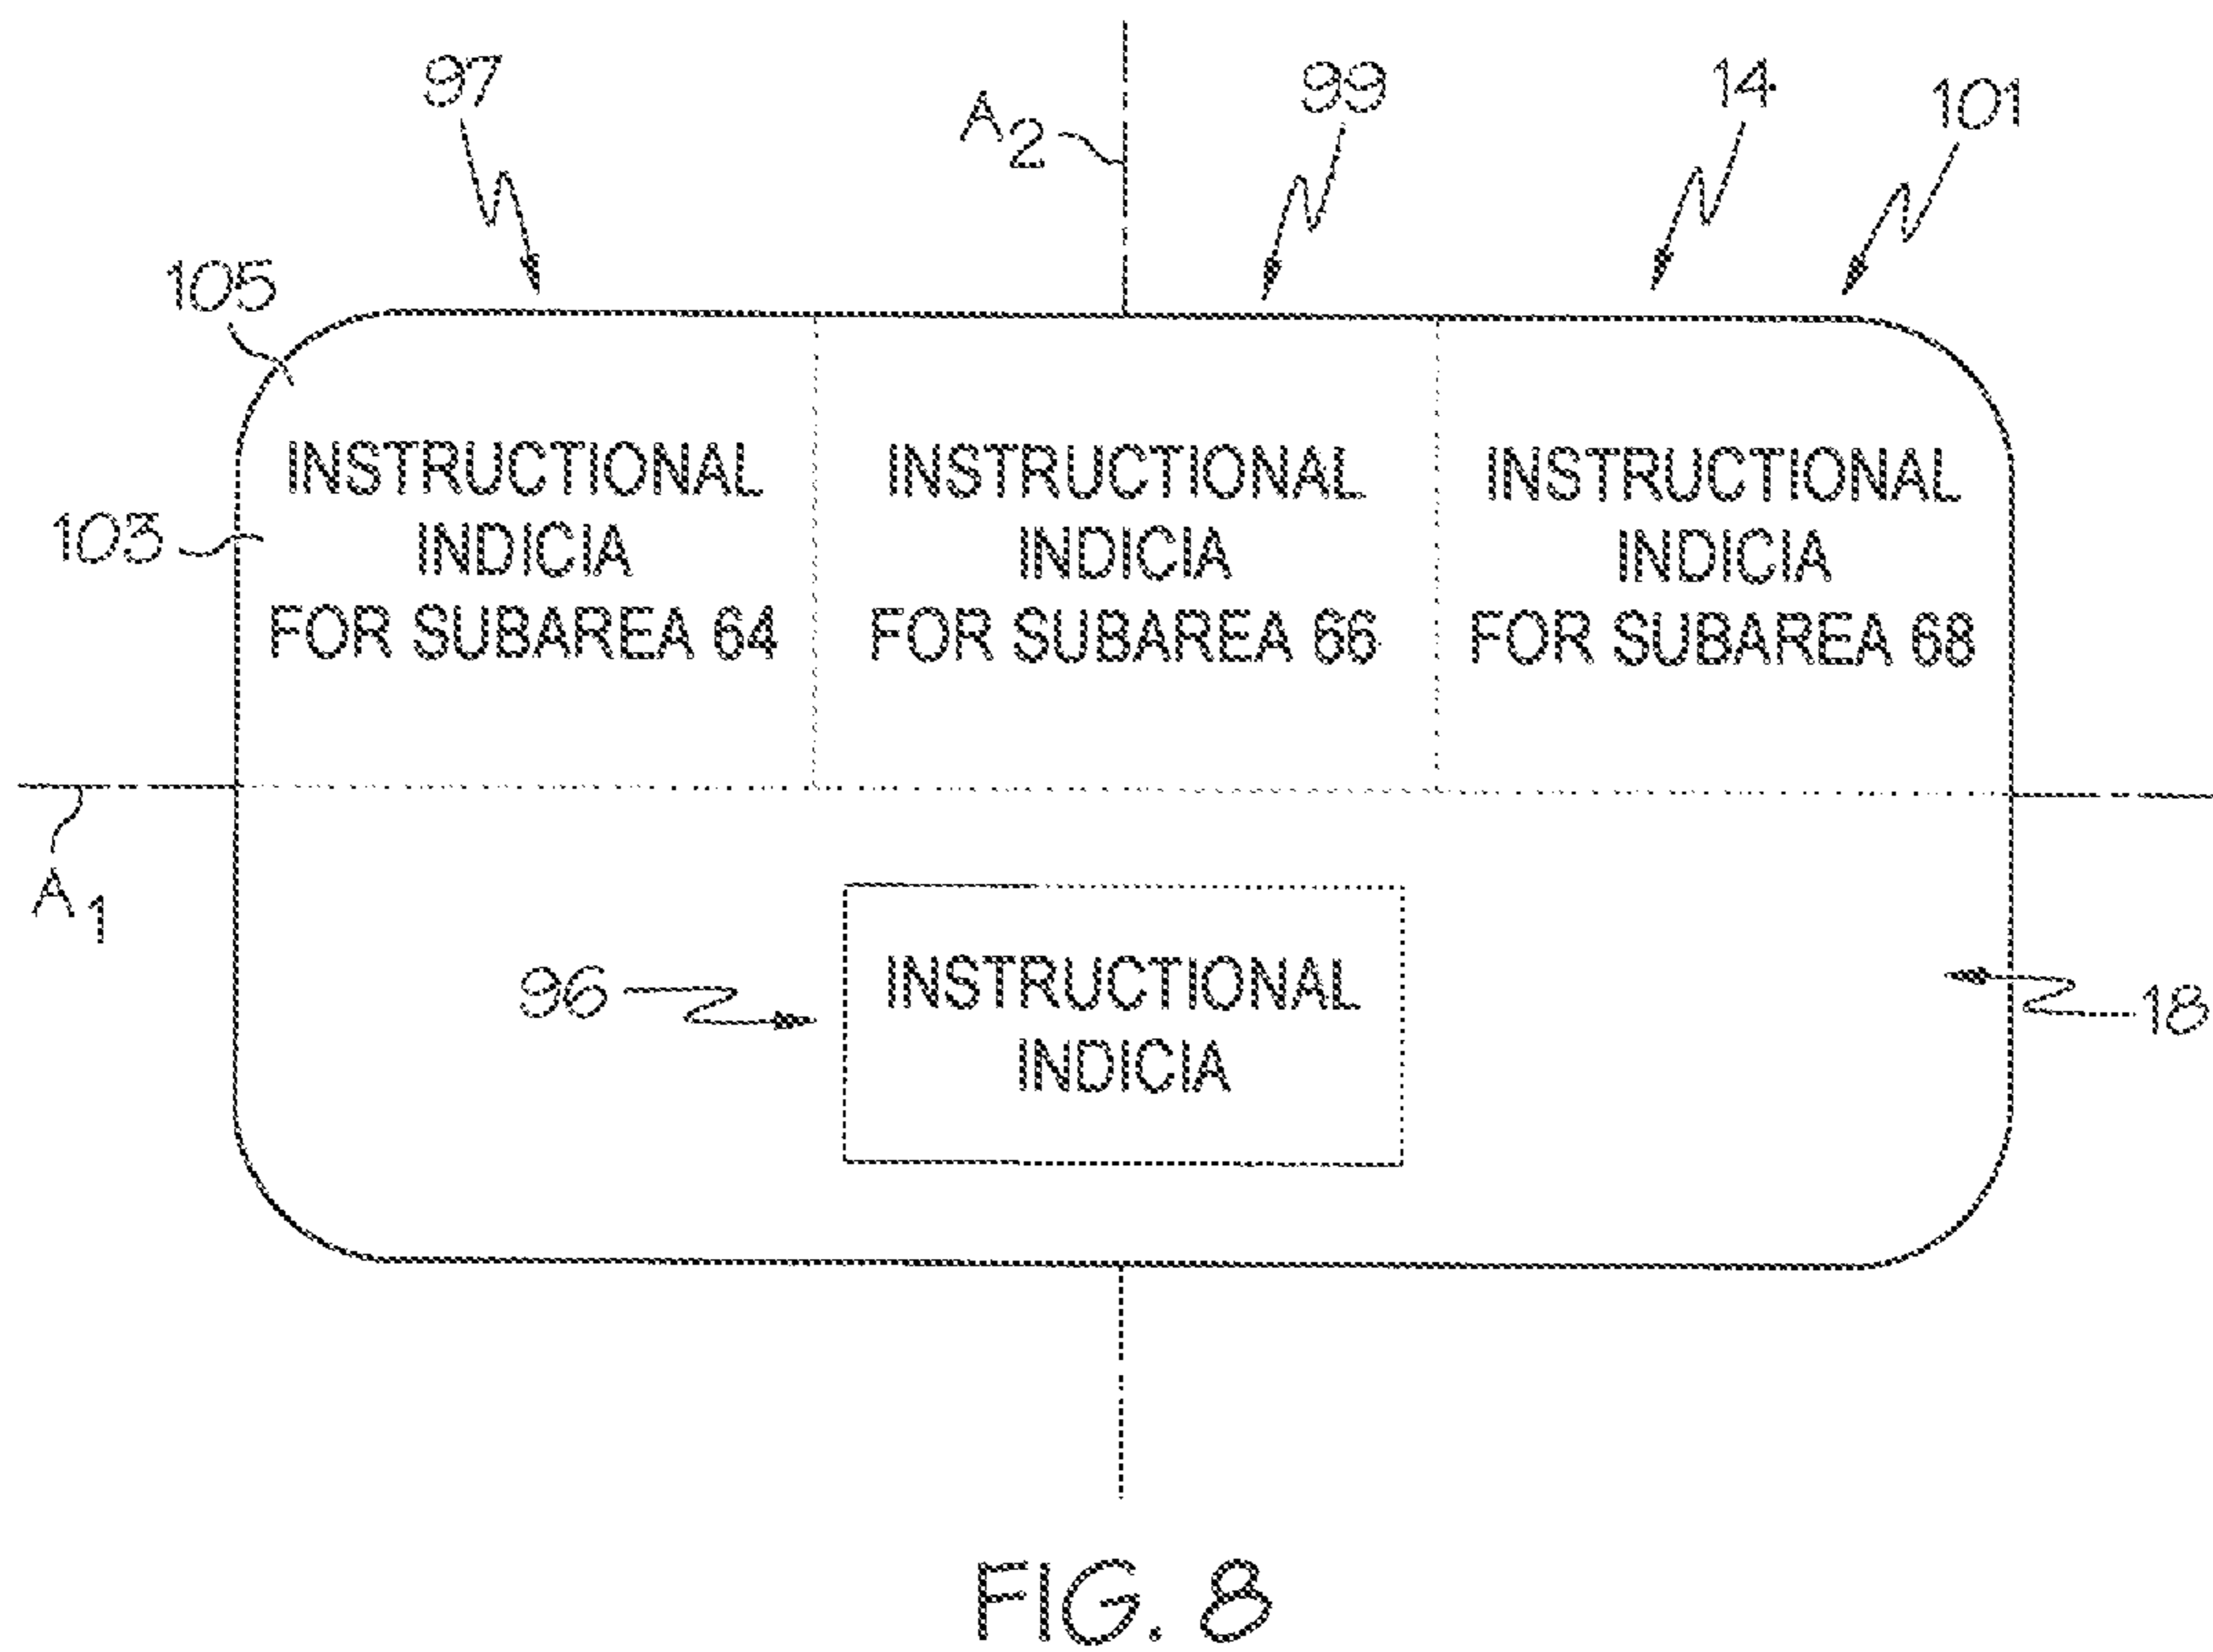 97
A2
99
14
101
105
INSTRUCTIONAL
INDICIA
FOR SUBAREA 64
INSTRUCTIONAL
INDICIA
FOR SUBAREA 66
INSTRUCTIONAL
INDICIA
FOR SUBAREA 68
103
A1
96
INSTRUCTIONAL
INDICIA
18
FIG. 8